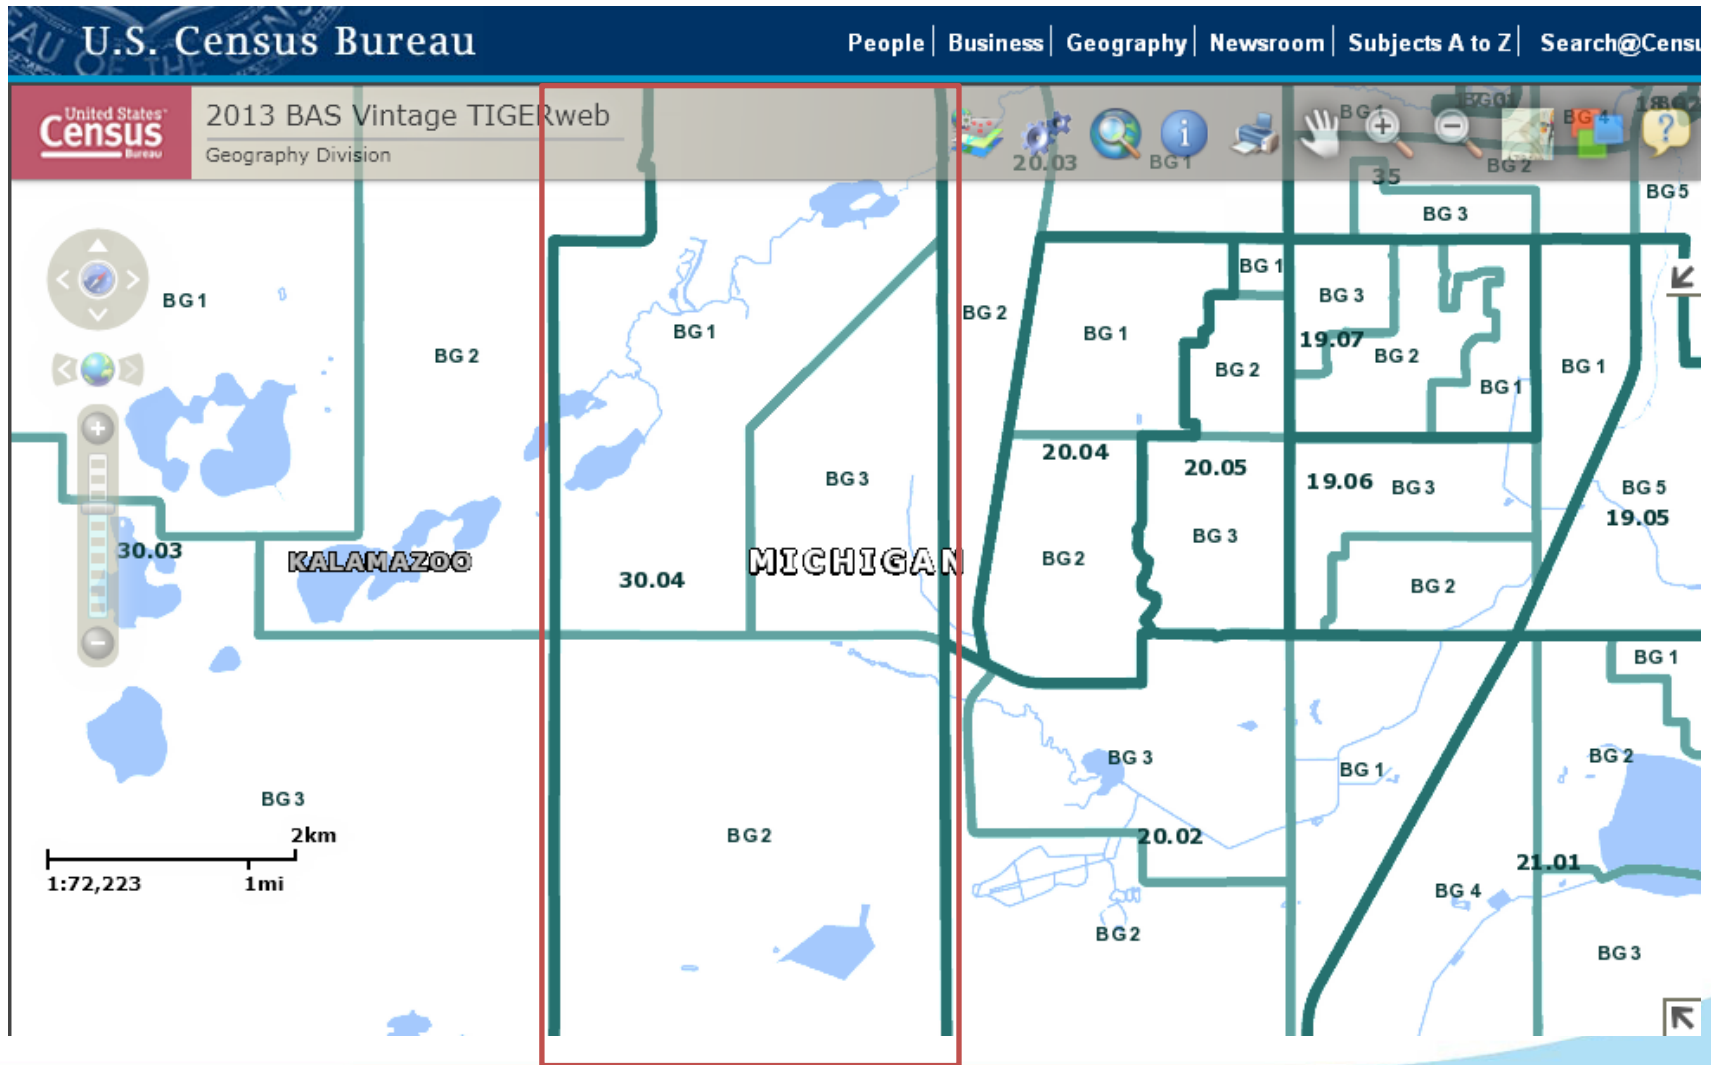 U.S. Census Bureau
People | Business | Geography | Newsroom | Subjects A to Z | Search@Censu
United States
Census
Bureau
2013 BAS Vintage TIGERweb
Geography Division
BG 1
BG 4
20.03
BG 1
BG 2
35
BG 5
BG 3
BG 1
BG 1
BG 3
BG 2
BG 1
BG 1
19.07
BG 2
BG 2
BG 2
BG 1
BG 1
20.04
20.05
BG 3
19.06
BG 3
BG 5
19.05
BG 3
30.03
KALAMAZOO
MICHIGAN
BG 2
30.04
BG 2
BG 1
BG 3
BG 1
BG 2
BG 3
2km
BG 2
20.02
1:72,223
1mi
21.01
BG 4
BG 2
BG 3